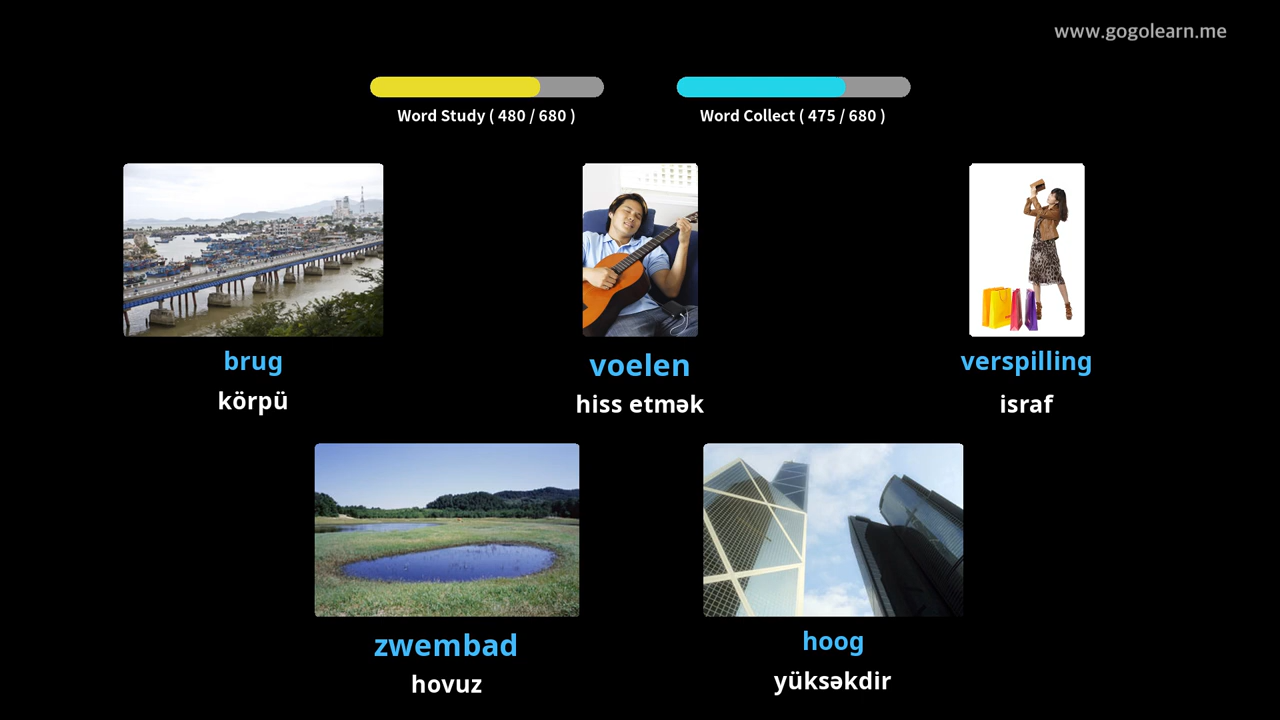 www.gogolearn.me
Word Study ( 480 / 680 )
Word Collect ( 475 / 680 )
brug
körpü
voelen
hiss etmək
verspilling
israf
zwembad
hovuz
hoog
yüksəkdir